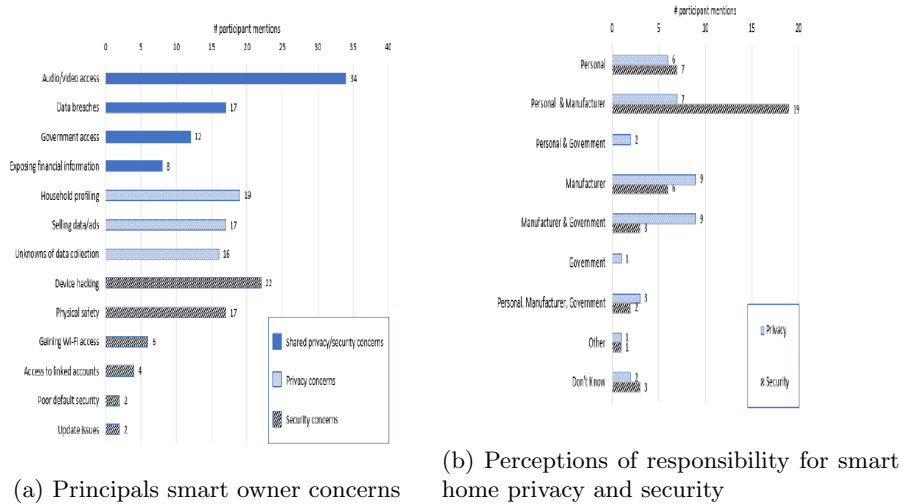 # participant mentions
0 5 10 15 20 25 30 35 40
Audio/video access 34
Data breaches 17
Government access 12
Exposing financial information 8
Household profiling 19
Selling data/ads 17
Unknowns of data collection 16
Device hacking 22
Physical safety 17
Gaining Wi-Fi access 6
Access to linked accounts 4
Poor default security 2
Update issues 2
Shared privacy/security concerns
Privacy concerns
Security concerns
(a) Principals smart owner concerns
# participant mentions
0 5 10 15 20
Personal 6 7
Personal & Manufacturer 7 19
Personal & Government 2
Manufacturer 9 6
Manufacturer & Government 9 3
Government 1
Personal, Manufacturer, Government 3 2
Other 1 1
Don't Know 2 3
Privacy
Security
(b) Perceptions of responsibility for smart
home privacy and security